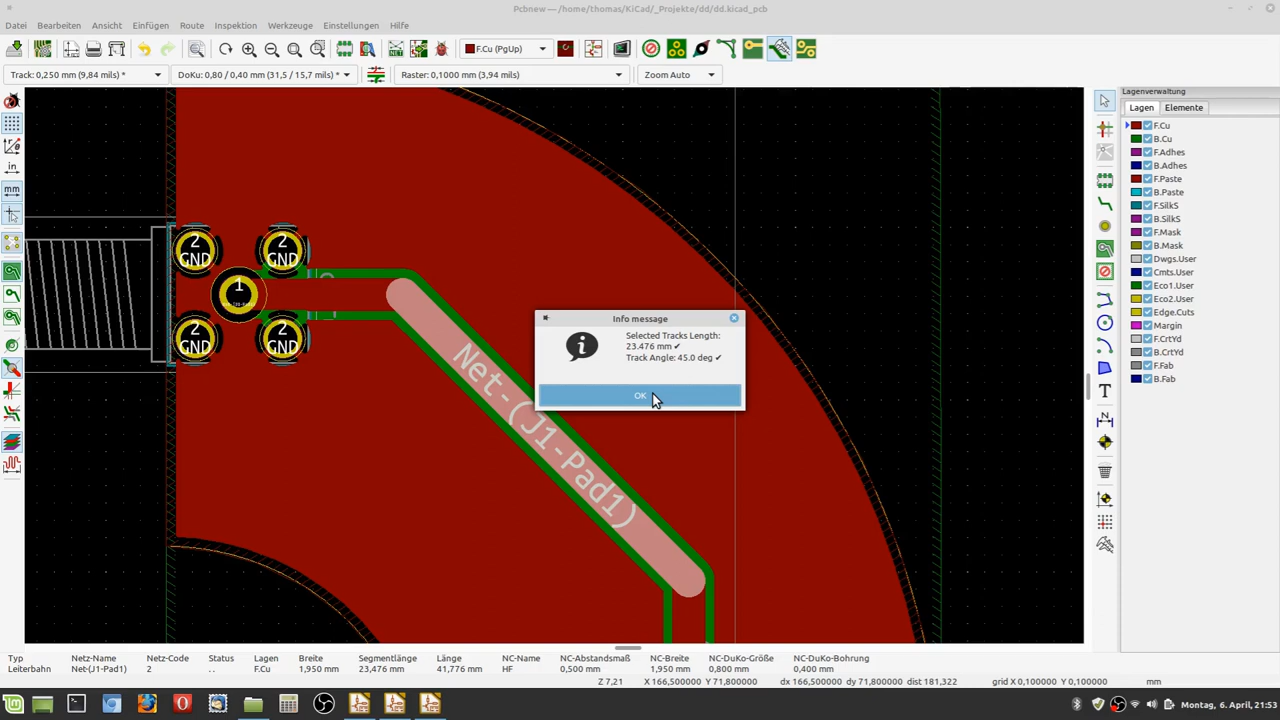 Pcbnew — /home/thomas/KiCad/_Projekte/dd/dd.kicad_pcb
Datei Bearbeiten Ansicht Einfügen Route Inspektion Werkzeuge Einstellungen Hilfe
F.Cu (PgUp)
Track: 0,250 mm (9,84 mils) * DoKu: 0,80 / 0,40 mm (31,5 / 15,7 mils) * Raster: 0,1000 mm (3,94 mils) Zoom Auto
Lagenverwaltung
Lagen Elemente
F.Cu
B.Cu
F.Adhes
B.Adhes
F.Paste
B.Paste
F.SilkS
B.SilkS
F.Mask
B.Mask
Dwgs.User
Cmts.User
Eco1.User
Eco2.User
Edge.Cuts
Margin
F.CrtYd
B.CrtYd
F.Fab
B.Fab
in
mm
2
GND
2
GND
1
2
GND
2
GND
Net-(J1-Pad1)
Info message
Selected Tracks Length:
23.476 mm ✔
Track Angle: 45.0 deg ✔
OK
Typ Netz-Name Netz-Code Status Lagen Breite Segmentlänge Länge NC-Name NC-Abstandsmaß NC-Breite NC-DuKo-Größe NC-DuKo-Bohrung
Leiterbahn Net-(J1-Pad1) 2 .. F.Cu 1,950 mm 23,476 mm 41,776 mm HF 0,500 mm 1,950 mm 0,800 mm 0,400 mm
Z 7,21 X 166,500000 Y 71,800000 dx 166,500000 dy 71,800000 dist 181,322 grid X 0,100000 Y 0,100000 mm
Montag, 6. April, 21:53